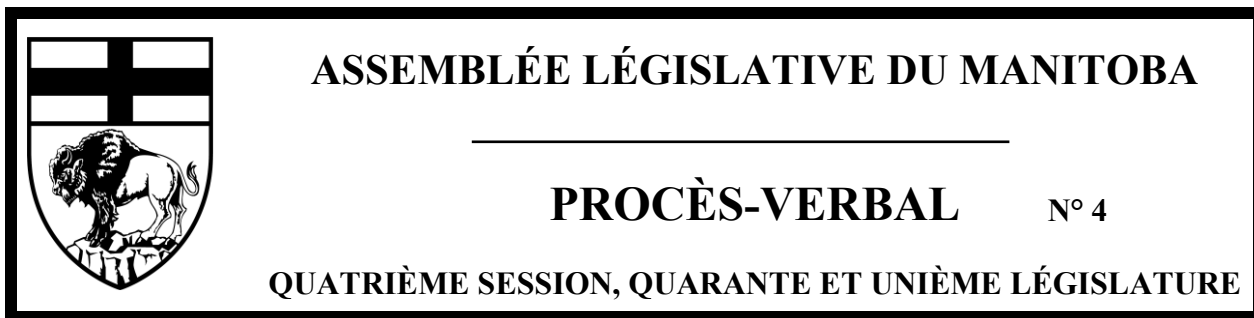 ASSEMBLÉE LÉGISLATIVE DU MANITOBA
PROCÈS-VERBAL N° 4
QUATRIÈME SESSION, QUARANTE ET UNIÈME LÉGISLATURE